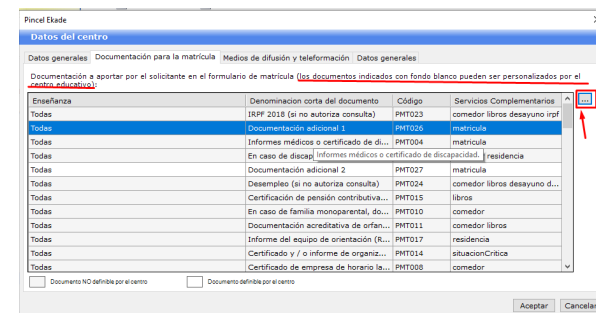 Pincel Ekade
Datos del centro
Datos generales Documentación para la matrícula Medios de difusión y teleformación Datos generales
Documentación a aportar por el solicitante en el formulario de matrícula (los documentos indicados con fondo blanco pueden ser personalizados por el
centro educativo):
Enseñanza Denominacion corta del documento Código Servicios Complementarios
...
Todas IRPF 2018 (si no autoriza consulta) PMT023 comedor libros desayuno irpf
Todas Documentación adicional 1 PMT026 matricula
Todas Informes médicos o certificado de di... PMT004 matricula
Todas En caso de discap residencia
Informes médicos o certificado de discapacidad.
Todas Documentación adicional 2 PMT027 matricula
Todas Desempleo (si no autoriza consulta) PMT024 comedor libros desayuno d...
Todas Certificación de pensión contributiva... PMT015 libros
Todas En caso de familia monoparental, do... PMT010 comedor
Todas Documentación acreditativa de orfan... PMT011 comedor libros
Todas Informe del equipo de orientación (R... PMT017 residencia
Todas Certificado y / o informe de organiz... PMT014 situacionCritica
Todas Certificado de empresa de horario la... PMT008 comedor
Documento NO definible por el centro Documento definible por el centro
Aceptar Cancelar